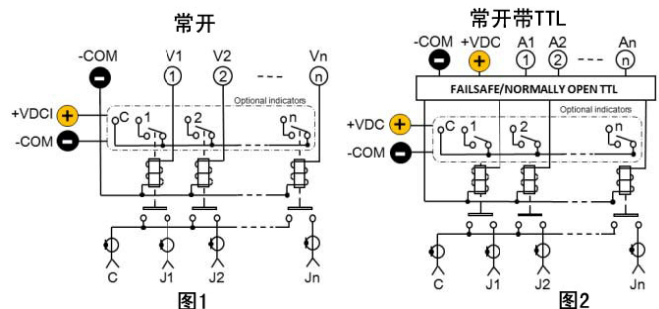 常开
-COM V1 V2 Vn
1 2 n
Optional indicators
+VDCI
-COM
C 1 2 n
C J1 J2 Jn
图1
常开带TTL
-COM +VDC A1 A2 An
1 2 n
FAILSAFE/NORMALLY OPEN TTL
Optional indicators
+VDC
-COM
C 1 2 n
C J1 J2 Jn
图2